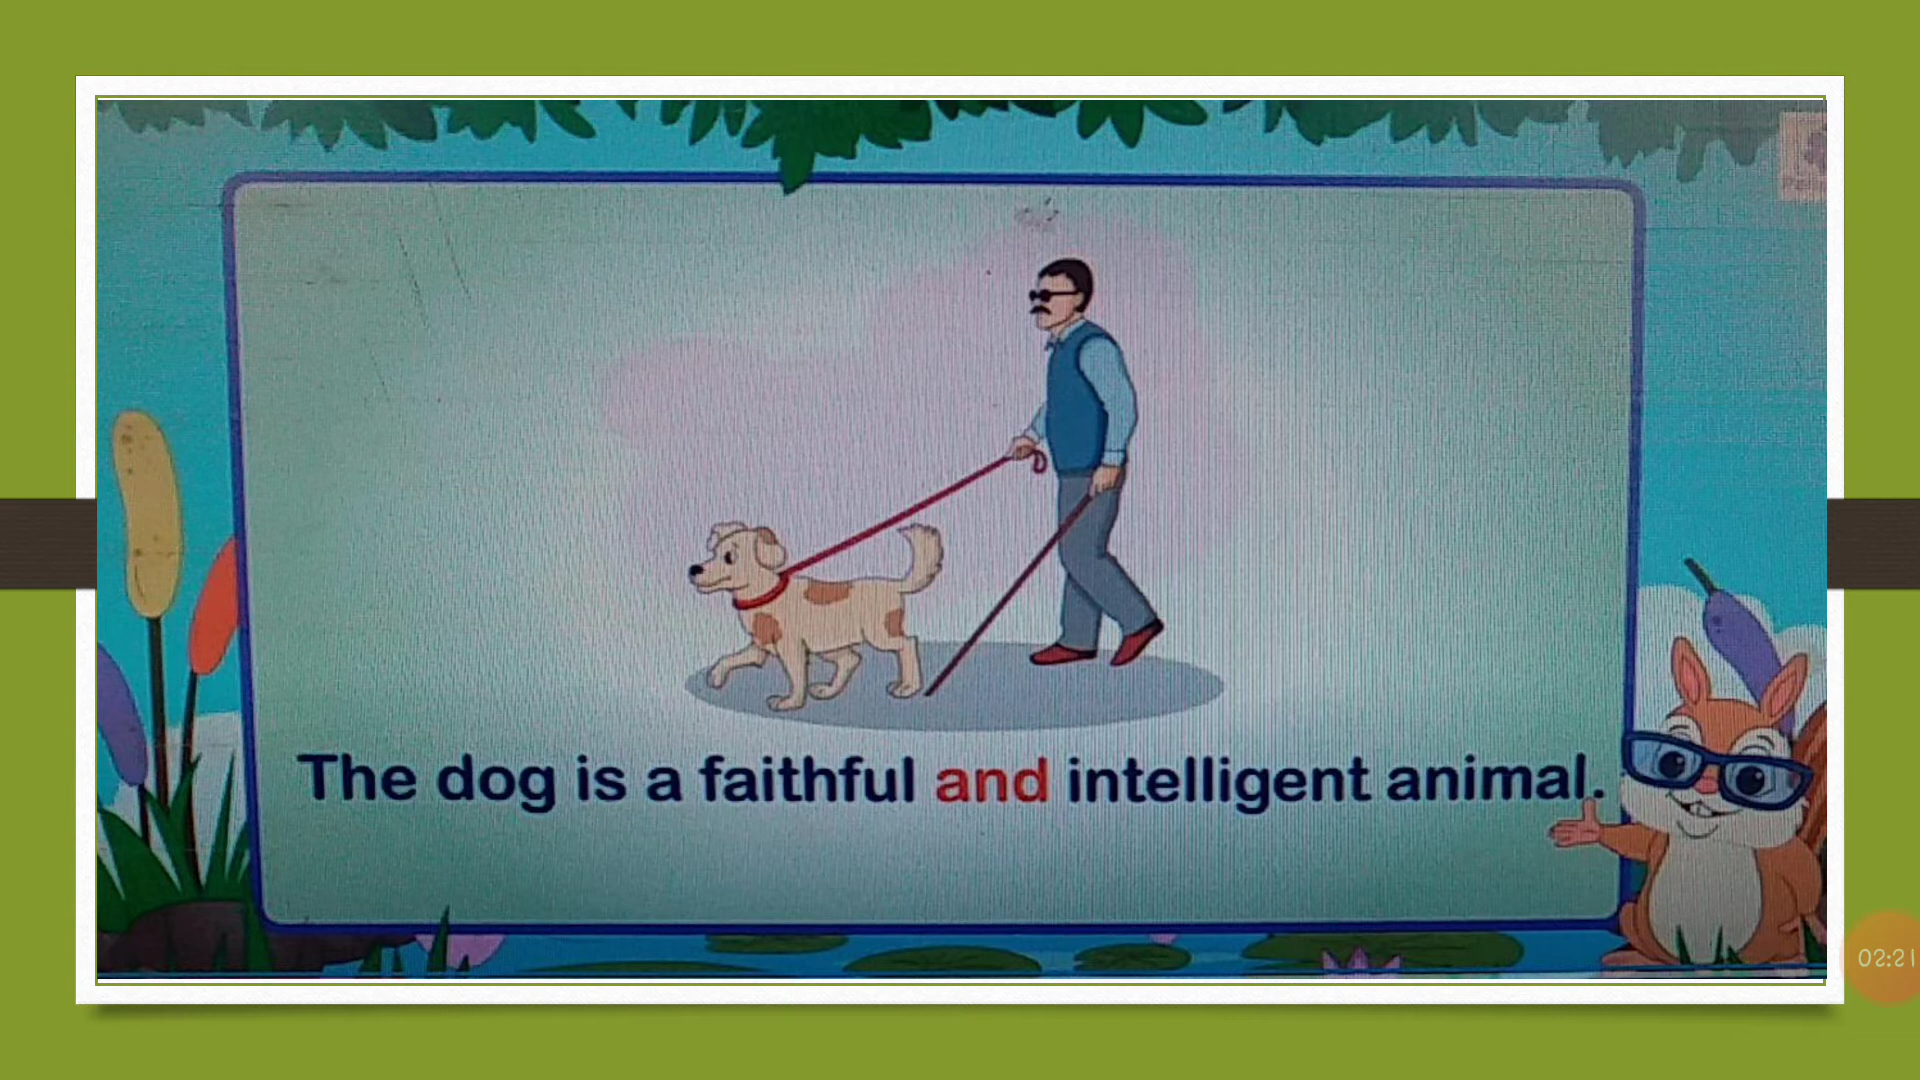 The dog is a faithful and intelligent animal.
02:21